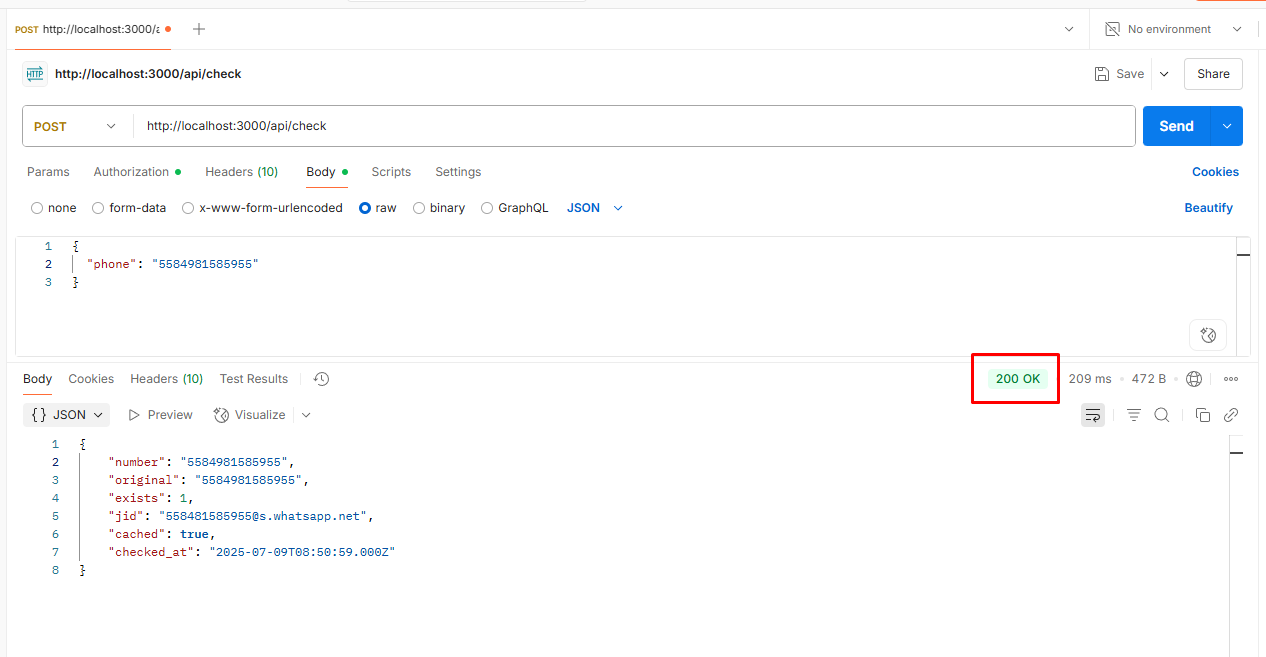 POST http://localhost:3000/a
No environment
HTTP http://localhost:3000/api/check
Save
Share
POST
http://localhost:3000/api/check
Send
Params Authorization Headers (10) Body Scripts Settings
Cookies
none form-data x-www-form-urlencoded raw binary GraphQL JSON
Beautify
1 {
2 "phone": "5584981585955"
3 }
Body Cookies Headers (10) Test Results
200 OK 209 ms 472 B
{} JSON Preview Visualize
1 {
2 "number": "5584981585955",
3 "original": "5584981585955",
4 "exists": 1,
5 "jid": "558481585955@s.whatsapp.net",
6 "cached": true,
7 "checked_at": "2025-07-09T08:50:59.000Z"
8 }